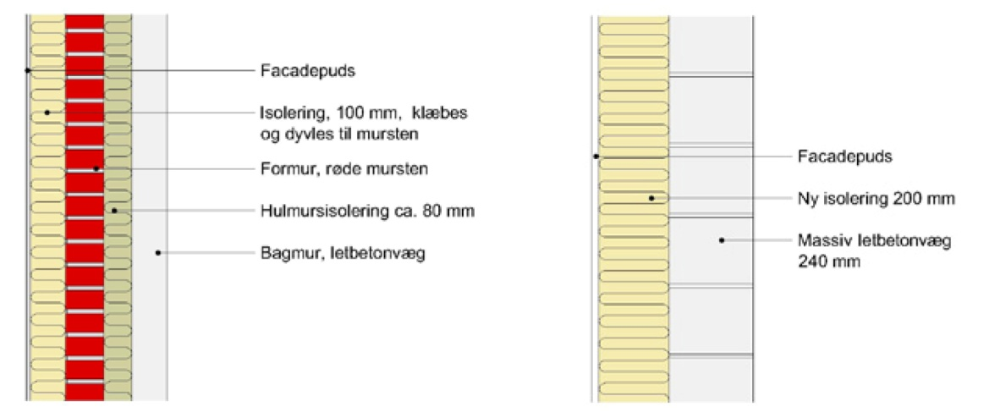 Facadepuds
Isolering, 100 mm, klæbes
og dyvles til mursten
Formur, røde mursten
Hulmursisolering ca. 80 mm
Bagmur, letbetonvæg
Facadepuds
Ny isolering 200 mm
Massiv letbetonvæg
240 mm